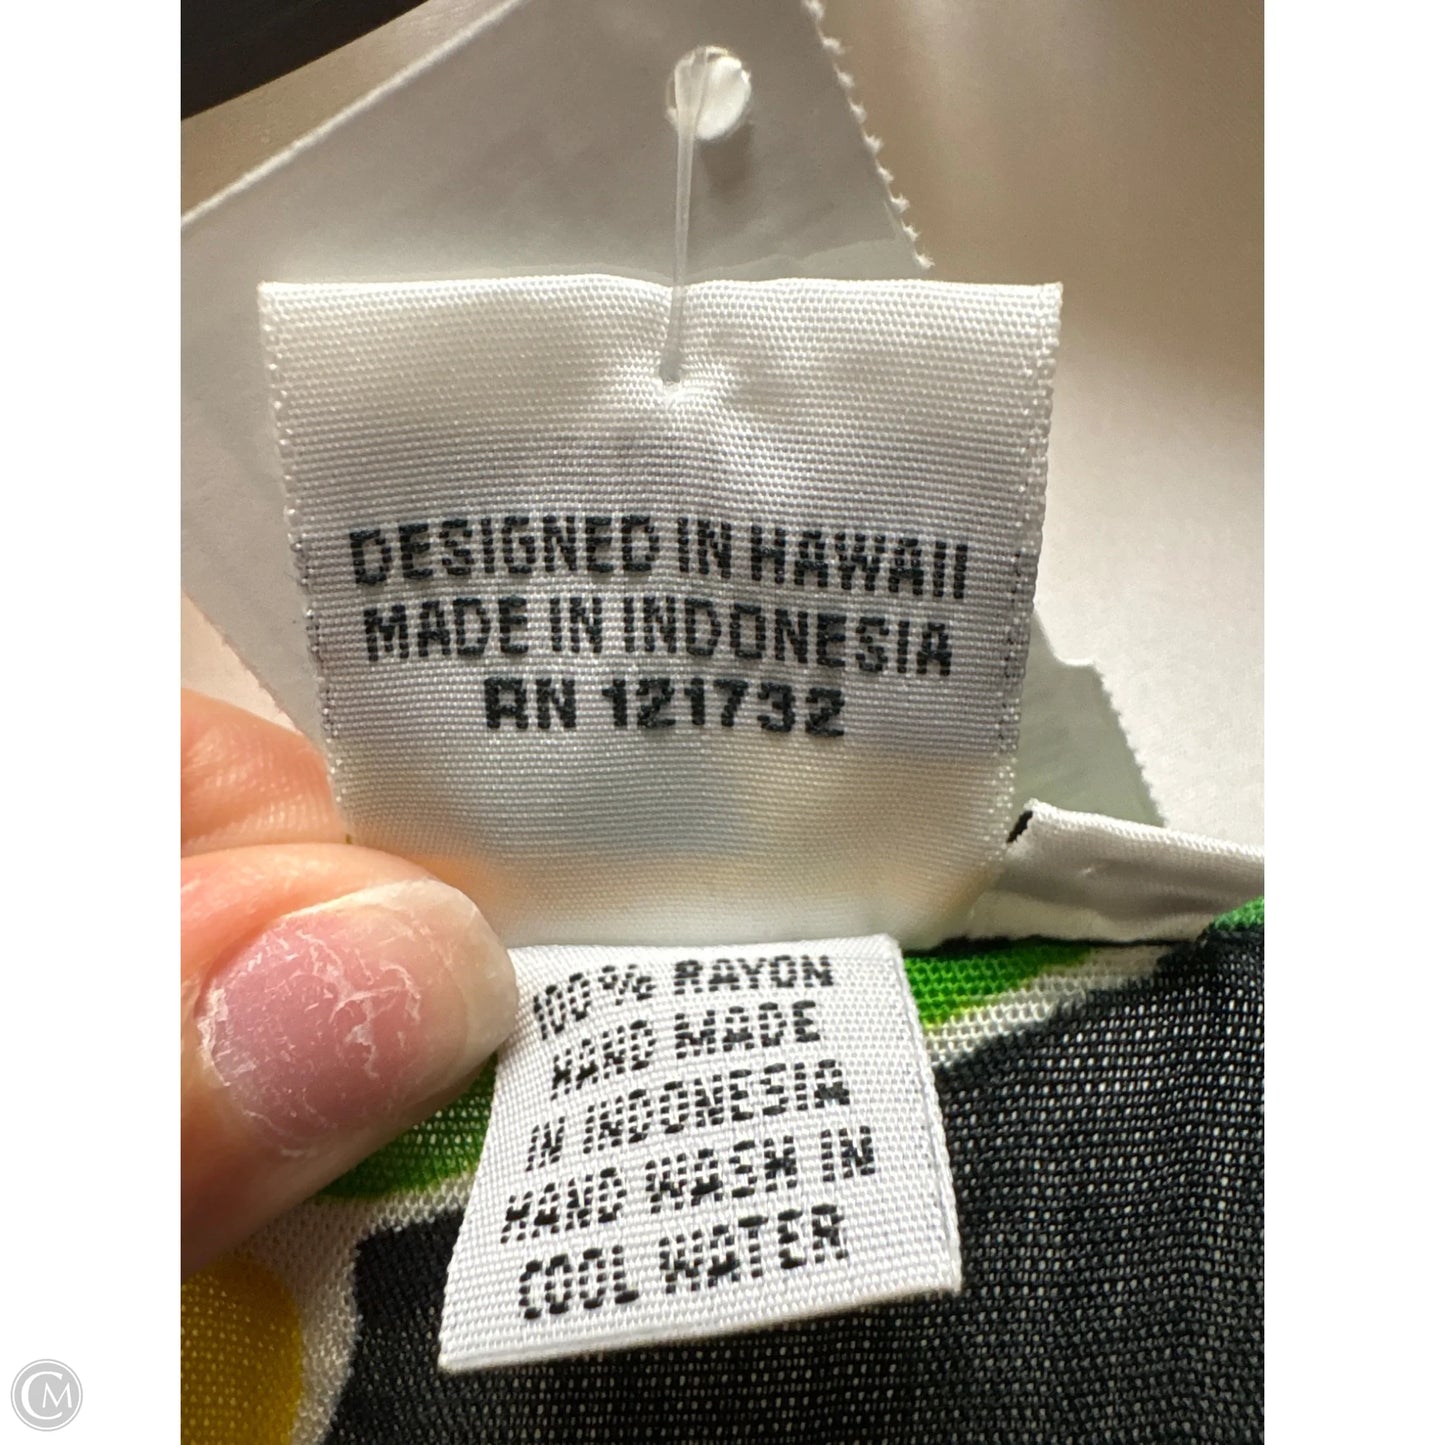 DESIGNED IN HAWAII
MADE IN INDONESIA
RN 121732
100% RAYON
HAND MADE
IN INDONESIA
HAND WASH IN
COOL WATER
CM